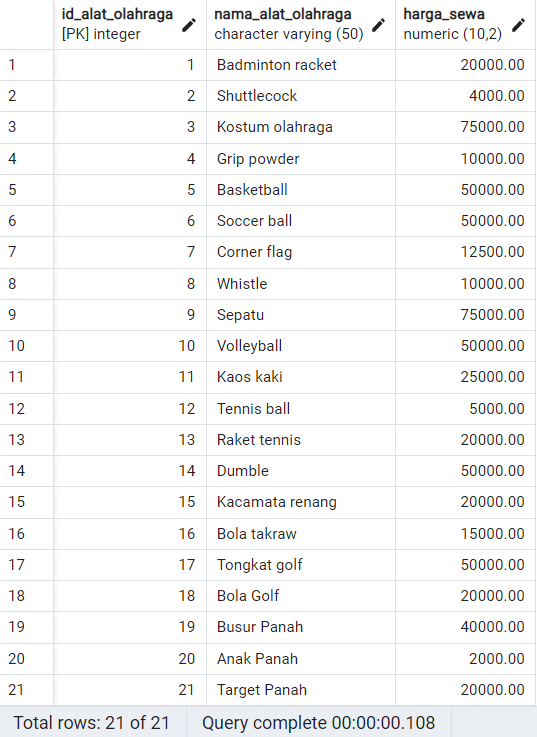 id_alat_olahraga nama_alat_olahraga harga_sewa
[PK] integer character varying (50) numeric (10,2)
1 1 Badminton racket 20000.00
2 2 Shuttlecock 4000.00
3 3 Kostum olahraga 75000.00
4 4 Grip powder 10000.00
5 5 Basketball 50000.00
6 6 Soccer ball 50000.00
7 7 Corner flag 12500.00
8 8 Whistle 10000.00
9 9 Sepatu 75000.00
10 10 Volleyball 50000.00
11 11 Kaos kaki 25000.00
12 12 Tennis ball 5000.00
13 13 Raket tennis 20000.00
14 14 Dumble 50000.00
15 15 Kacamata renang 20000.00
16 16 Bola takraw 15000.00
17 17 Tongkat golf 50000.00
18 18 Bola Golf 20000.00
19 19 Busur Panah 40000.00
20 20 Anak Panah 2000.00
21 21 Target Panah 20000.00
Total rows: 21 of 21 Query complete 00:00:00.108